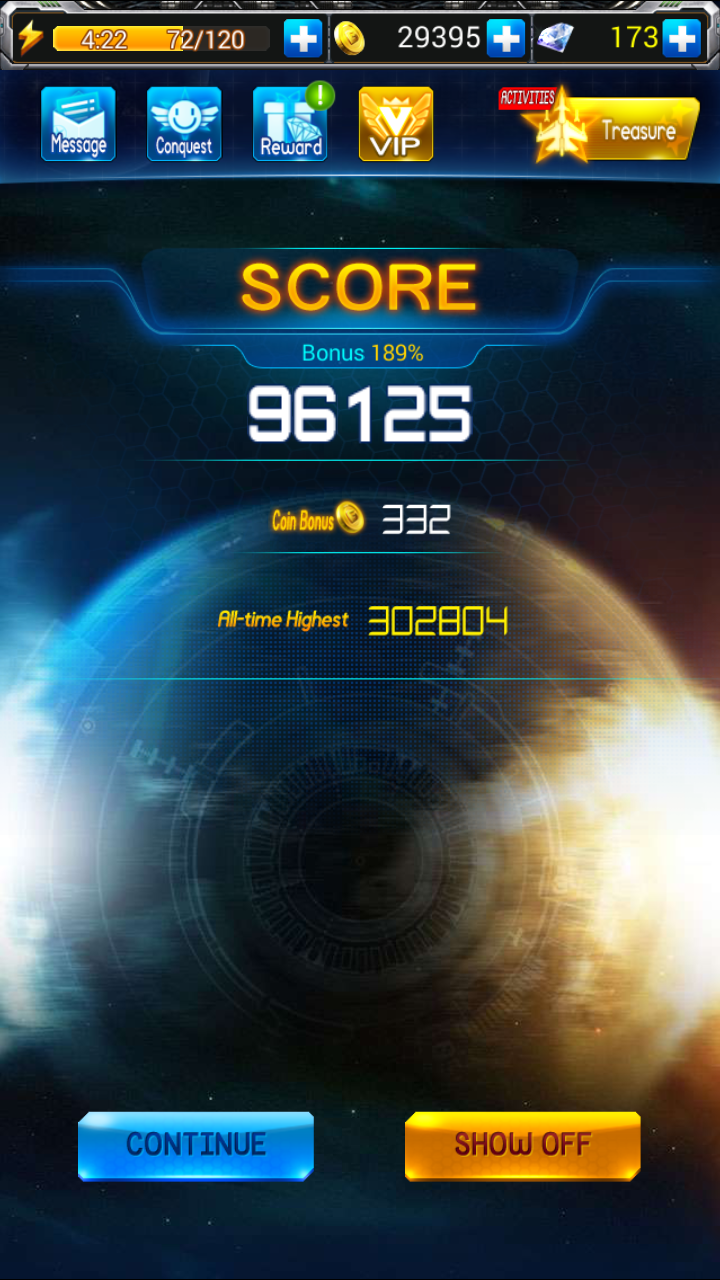 4:22 72/120 29395 173
ACTIVITIES
Message Conquest Reward VIP Treasure
SCORE
Bonus 189%
96125
Coin Bonus 332
All-time Highest 302804
CONTINUE SHOW OFF